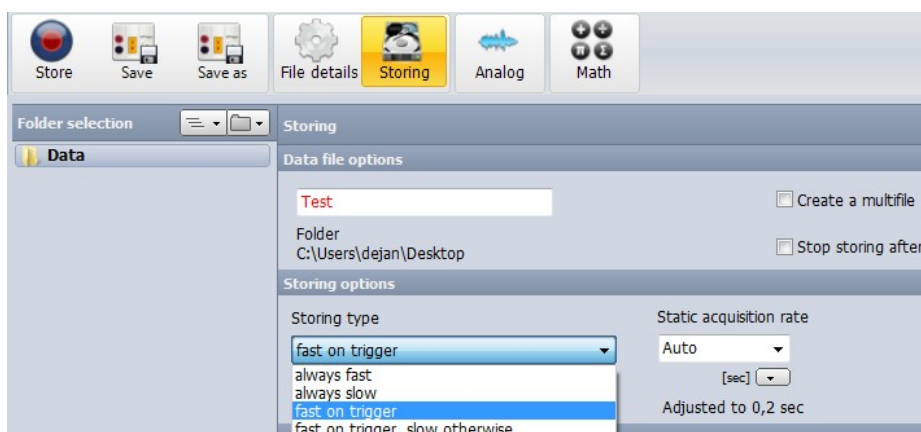 Store Save Save as File details Storing Analog Math
Folder selection
Storing
Data
Data file options
Test
Create a multifile
Folder
C:\Users\dejan\Desktop
Stop storing after
Storing options
Storing type
Static acquisition rate
fast on trigger
Auto
always fast
always slow
[sec]
fast on trigger
Adjusted to 0,2 sec
fast on trigger, slow otherwise